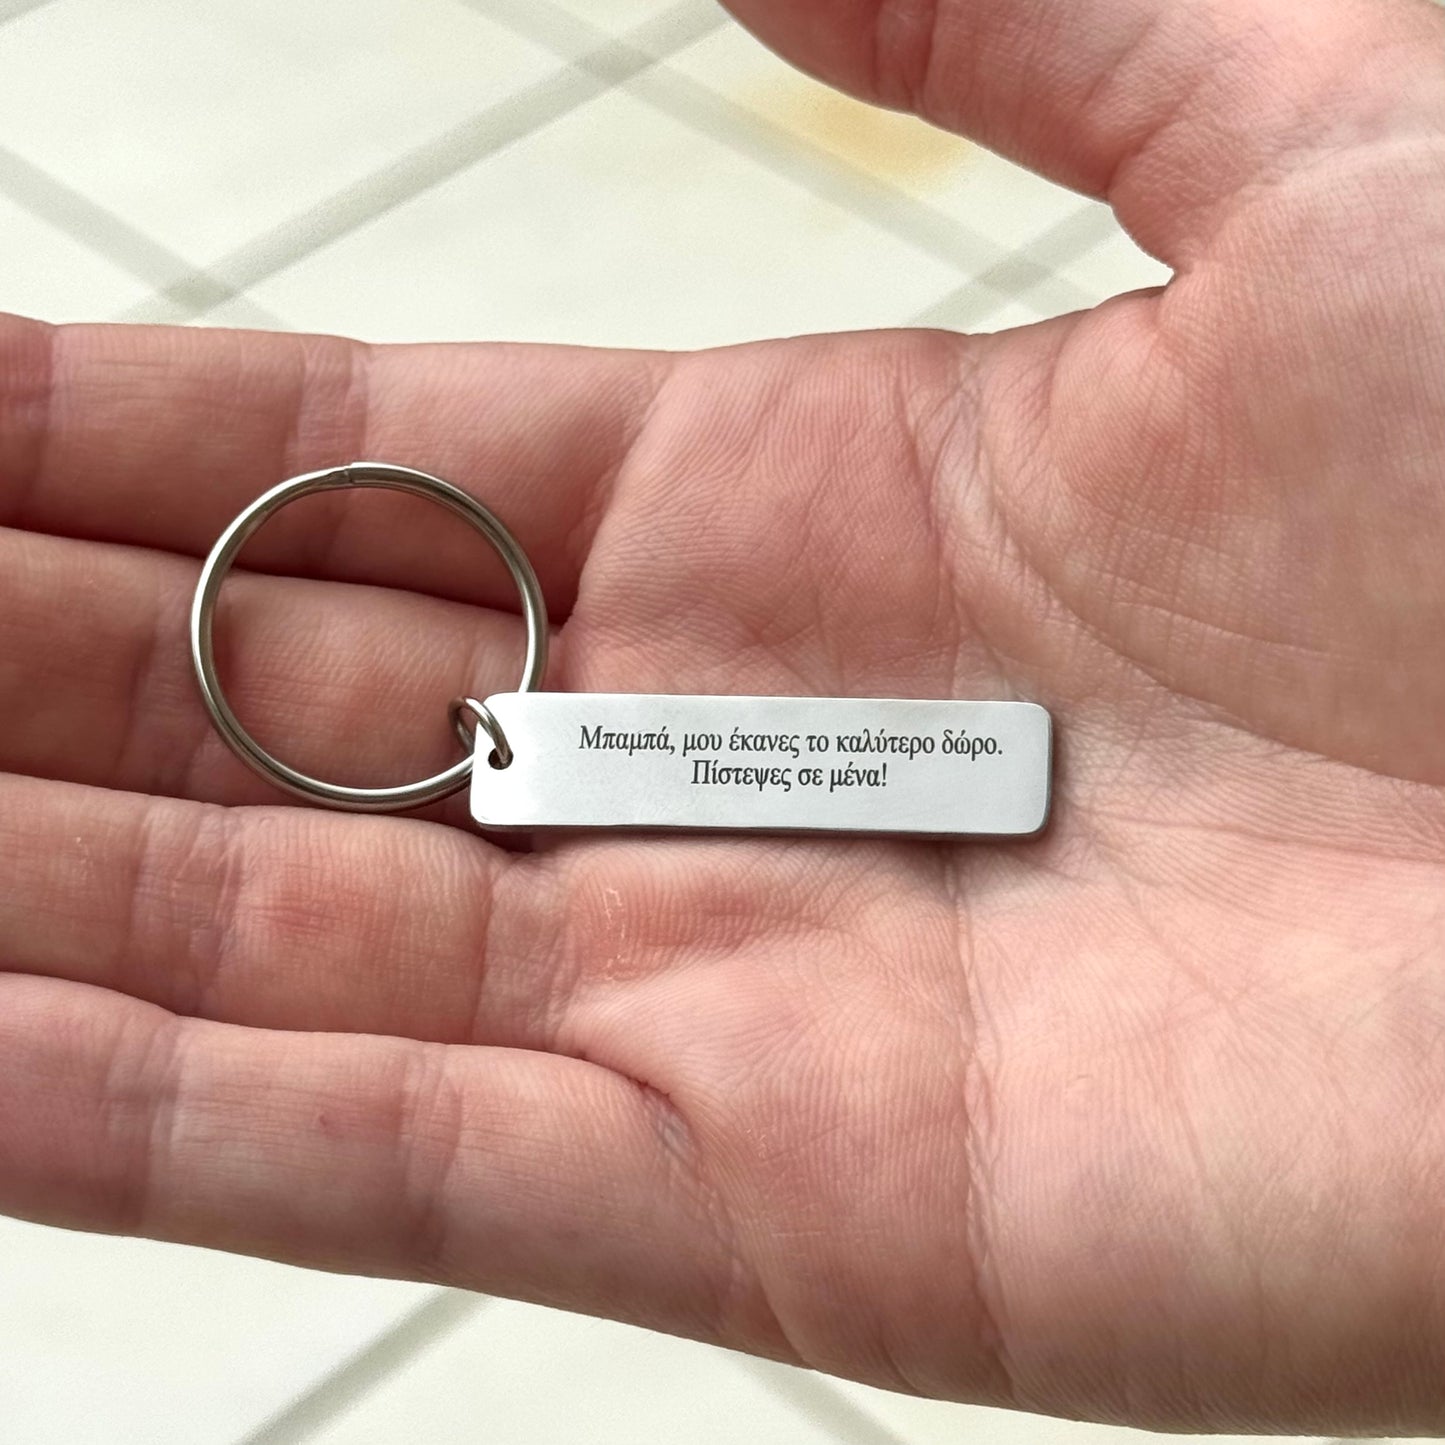 Μπαμπά, μου έκανες το καλύτερο δώρο.
Πίστεψες σε μένα!